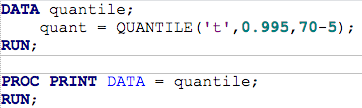 DATA quantile;
quant = QUANTILE('t',0.995,70-5);
RUN;
PROC PRINT DATA = quantile;
RUN;